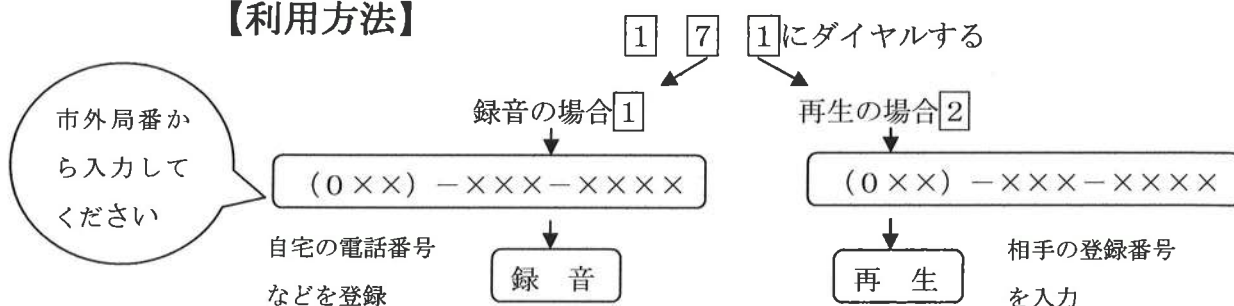 【利用方法】
1 7 1にダイヤルする
録音の場合1
再生の場合2
市外局番か
ら入力して
ください
(0××)-×××-××××
(0××)-×××-××××
自宅の電話番号
などを登録
録 音
再 生
相手の登録番号
を入力